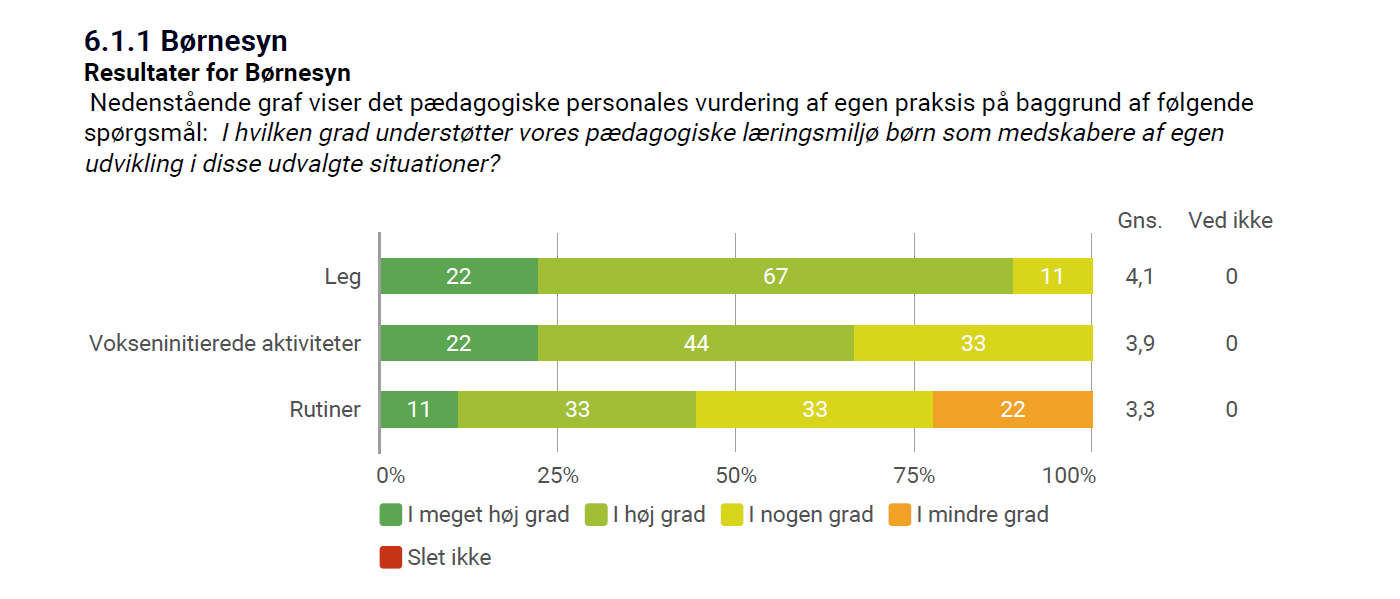 6.1.1 Børnesyn
Resultater for Børnesyn
Nedenstående graf viser det pædagogiske personales vurdering af egen praksis på baggrund af følgende
spørgsmål: I hvilken grad understøtter vores pædagogiske læringsmiljø børn som medskabere af egen
udvikling i disse udvalgte situationer?
Gns. Ved ikke
Leg 22 67 11 4,1 0
Vokseninitierede aktiviteter 22 44 33 3,9 0
Rutiner 11 33 33 22 3,3 0
0% 25% 50% 75% 100%
I meget høj grad I høj grad I nogen grad I mindre grad
Slet ikke